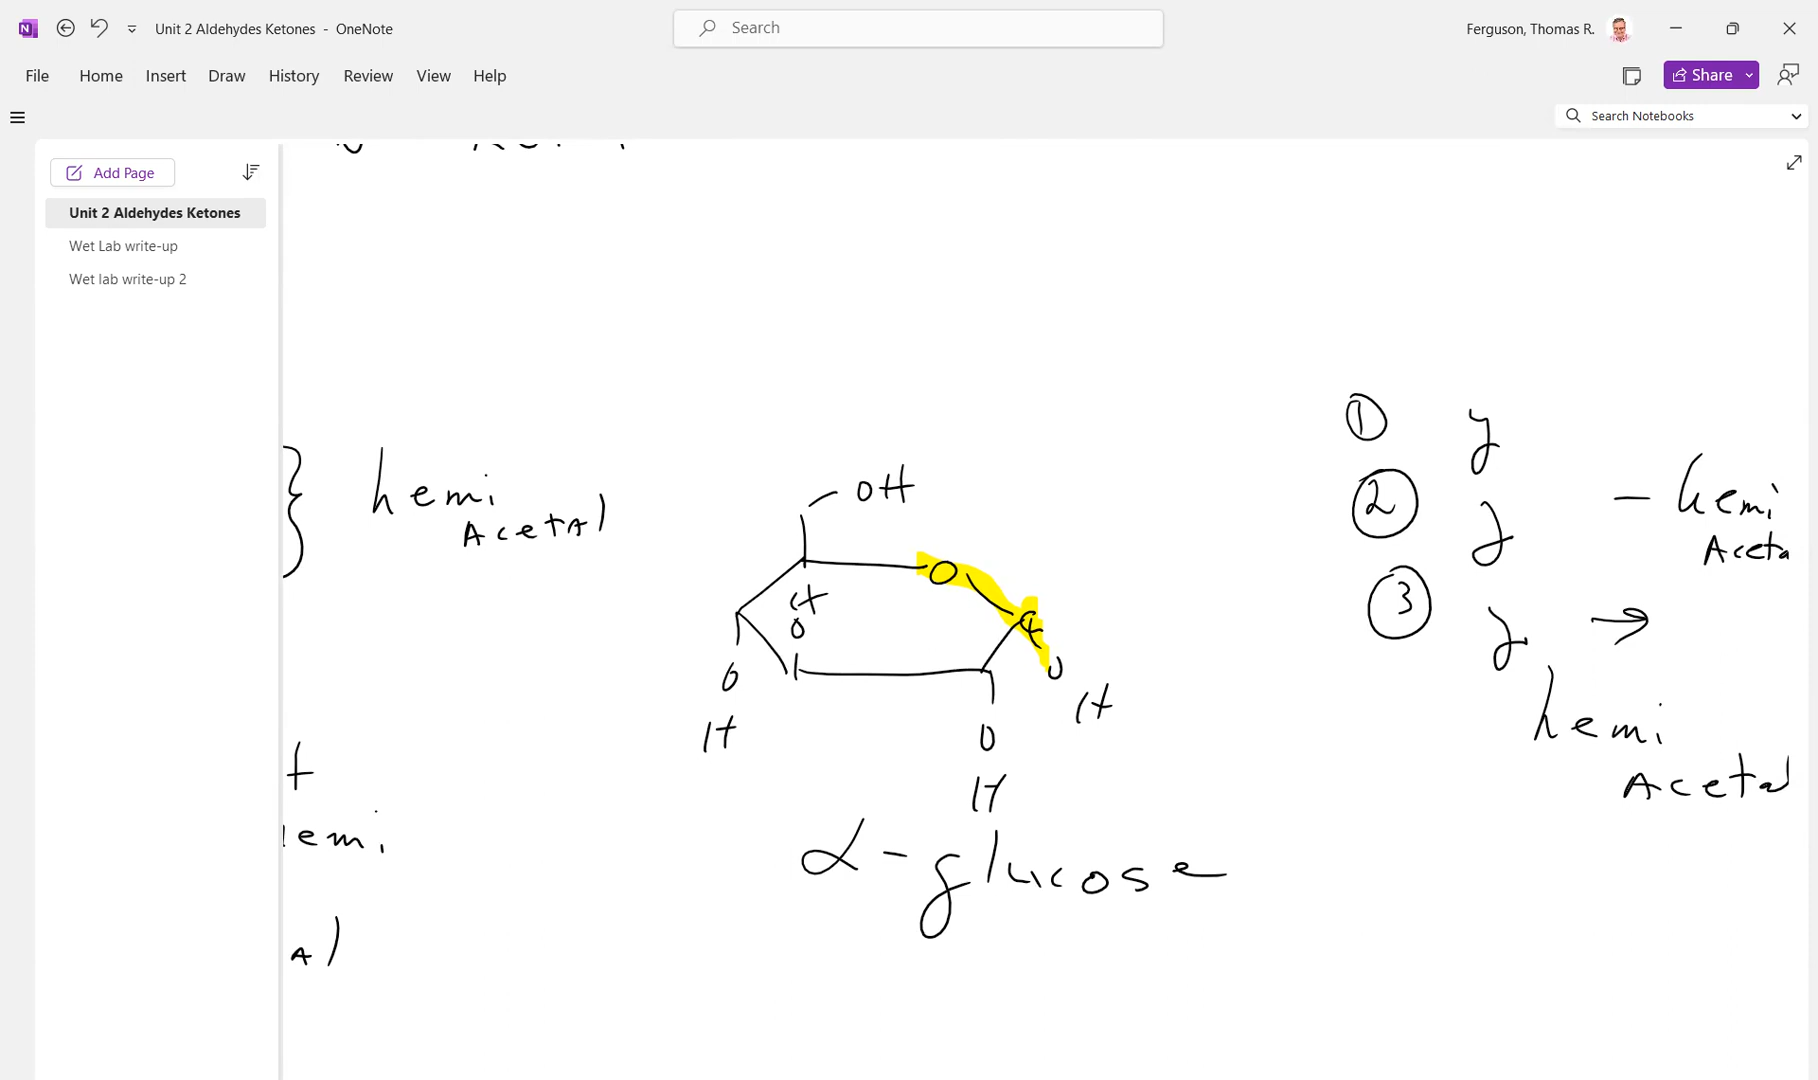 Unit 2 Aldehydes Ketones - OneNote
Search
Ferguson, Thomas R.
File Home Insert Draw History Review View Help
Share
Search Notebooks
Add Page
Unit 2 Aldehydes Ketones
Wet Lab write-up
Wet lab write-up 2
hemi
Acetal
OH
O
H
O
C
O
H
O
H
O
H
α-glucose
1 y
2 y - hemi
Aceta
3 y →
hemi
Acetal
t
emi
al